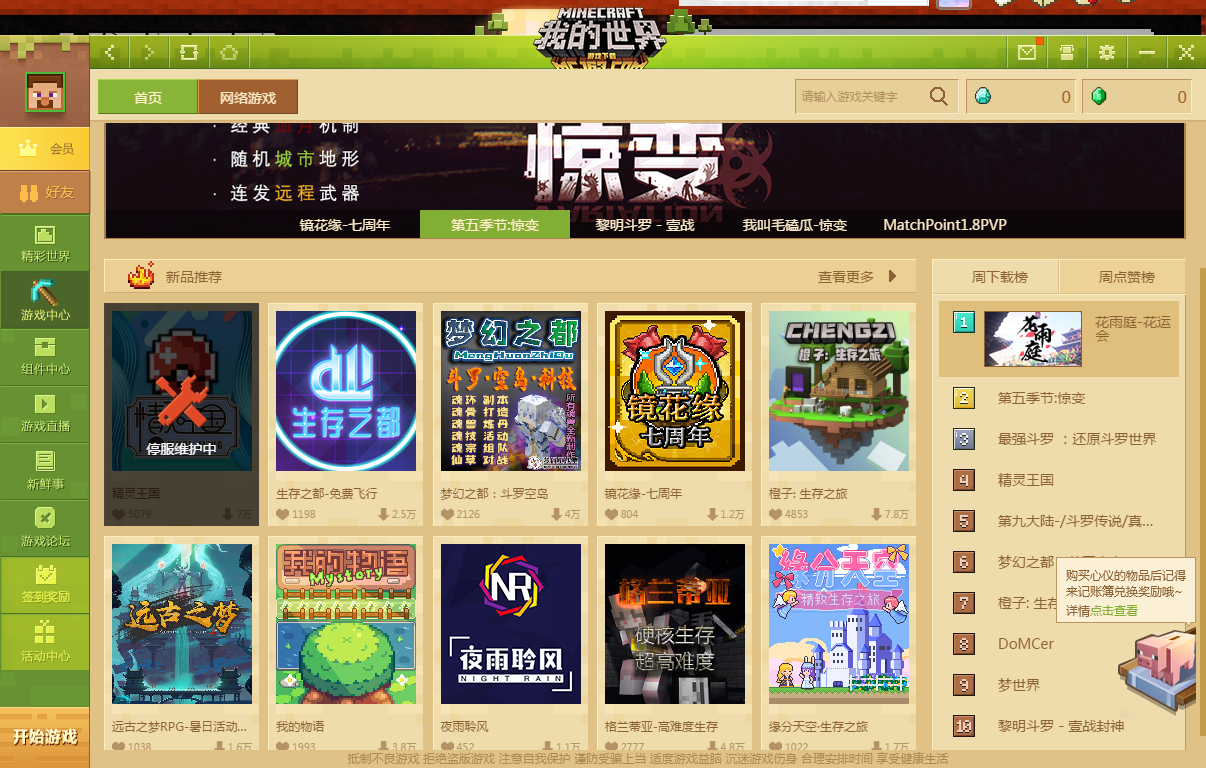 MINECRAFT
我的世界
游戏下载
MC.163.COM
首页
网络游戏
请输入游戏关键字
0
0
会员
好友
精彩世界
游戏中心
组件中心
游戏直播
新鲜事
游戏论坛
签到奖励
活动中心
开始游戏
· 经典血月机制
· 随机城市地形
· 连发远程武器
惊变
镜花缘-七周年
第五季节:惊变
黎明斗罗 - 壹战
我叫毛磕瓜-惊变
MatchPoint1.8PVP
新品推荐
查看更多
停服维护中
精灵王国
5079
7万
生存之都
生存之都-免费飞行
1198
2.5万
梦幻之都
MengHuanZhiDu
斗罗·空岛·科技
梦幻之都：斗罗空岛
2126
4万
镜花缘
七周年
镜花缘-七周年
804
1.2万
CHENGZI
橙子:生存之旅
橙子: 生存之旅
4853
7.8万
远古之梦
远古之梦RPG-暑日活动...
1038
1.6万
我的物语
Mystory
我的物语
1993
3.8万
NR
夜雨聆风
NIGHT RAIN
夜雨聆风
452
1.1万
格兰蒂亚
硬核生存
超高难度
格兰蒂亚-高难度生存
2777
4.8万
缘分天空
精致生存之旅
缘分天空·生存之旅
1022
1.7万
周下载榜
周点赞榜
1
花雨庭
花雨庭-花运会
2 第五季节:惊变
3 最强斗罗 ：还原斗罗世界
4 精灵王国
5 第九大陆-/斗罗传说/真...
6 梦幻之都
7 橙子: 生存
8 DoMCer
9 梦世界
10 黎明斗罗 - 壹战封神
购买心仪的物品后记得
来记账簿兑换奖励哦~
详情点击查看
抵制不良游戏 拒绝盗版游戏 注意自我保护 谨防受骗上当 适度游戏益脑 沉迷游戏伤身 合理安排时间 享受健康生活